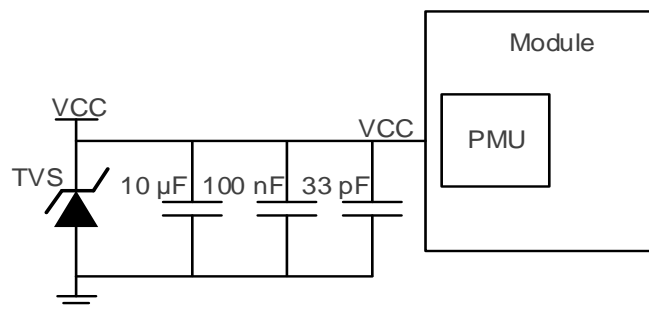 Module
VCC
VCC
PMU
TVS
10 µF
100 nF
33 pF